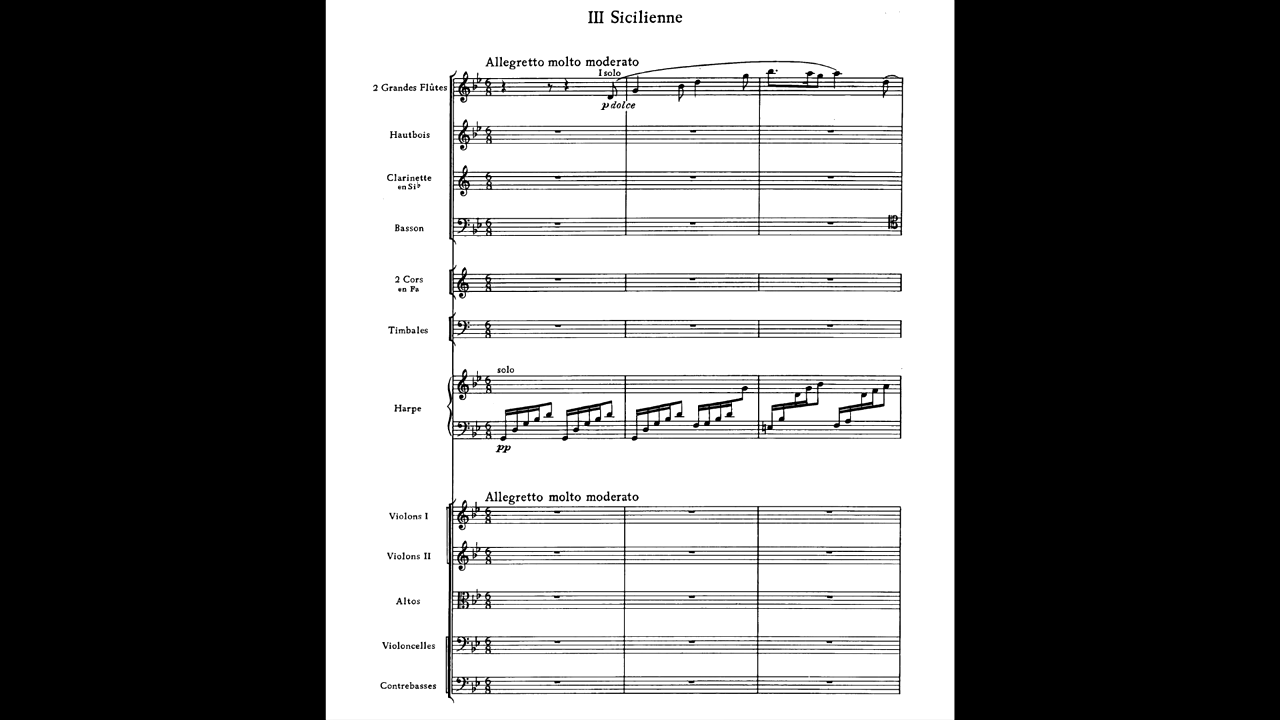 III Sicilienne
Allegretto molto moderato
I solo
2 Grandes Flûtes
p dolce
Hautbois
Clarinette
en Si♭
Basson
2 Cors
en Fa
Timbales
solo
Harpe
pp
Allegretto molto moderato
Violons I
Violons II
Altos
Violoncelles
Contrebasses